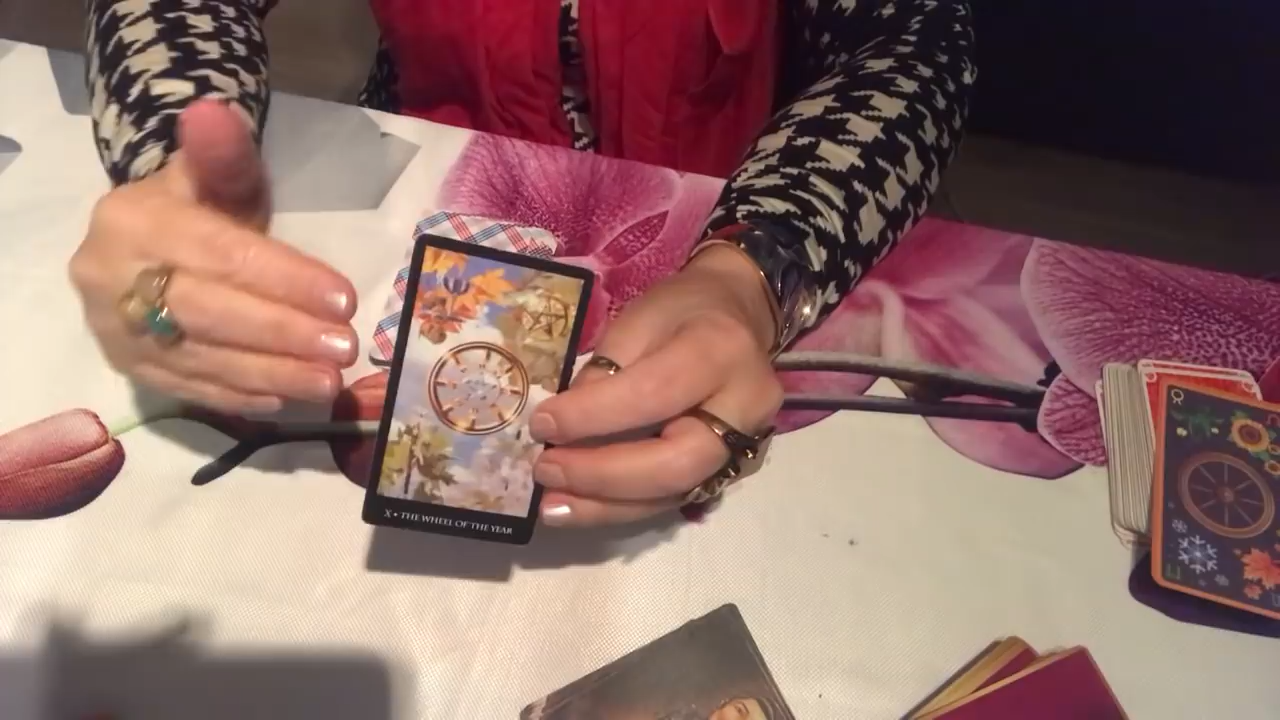 X • THE WHEEL OF THE YEAR